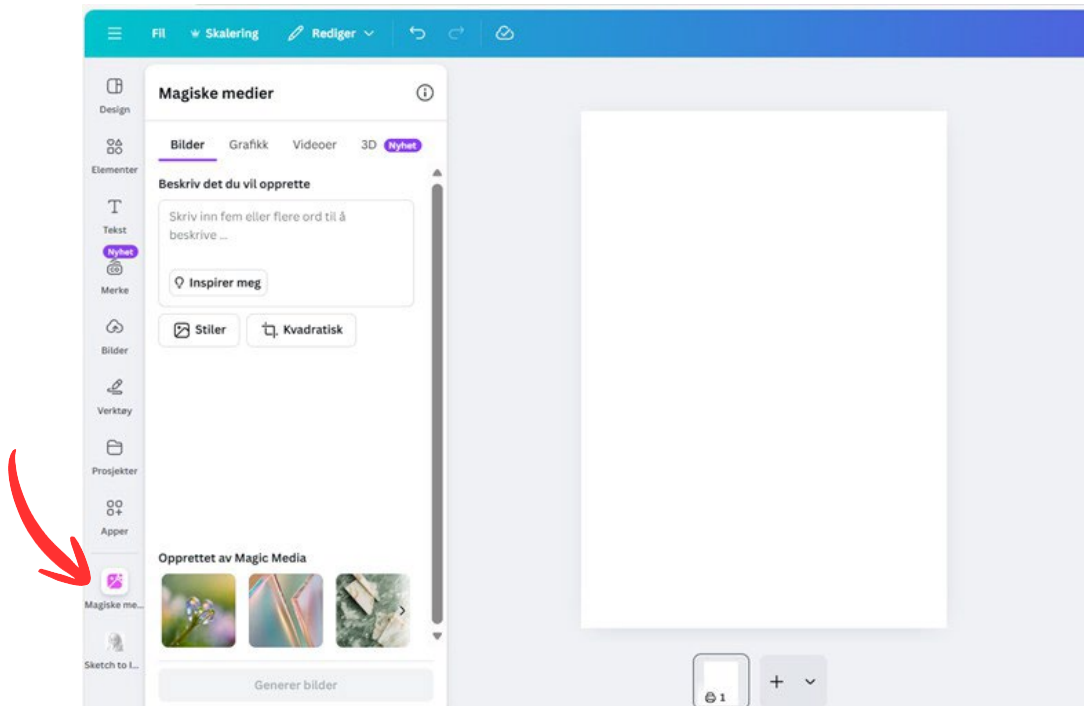 Fil
Skalering
Rediger
Design
Elementer
Tekst
Nyhet
Merke
Bilder
Verktøy
Prosjekter
Apper
Magiske me...
Sketch to I...
Magiske medier
Bilder
Grafikk
Videoer
3D
Nyhet
Beskriv det du vil opprette
Skriv inn fem eller flere ord til å
beskrive ...
Inspirer meg
Stiler
Kvadratisk
Opprettet av Magic Media
Generer bilder
1